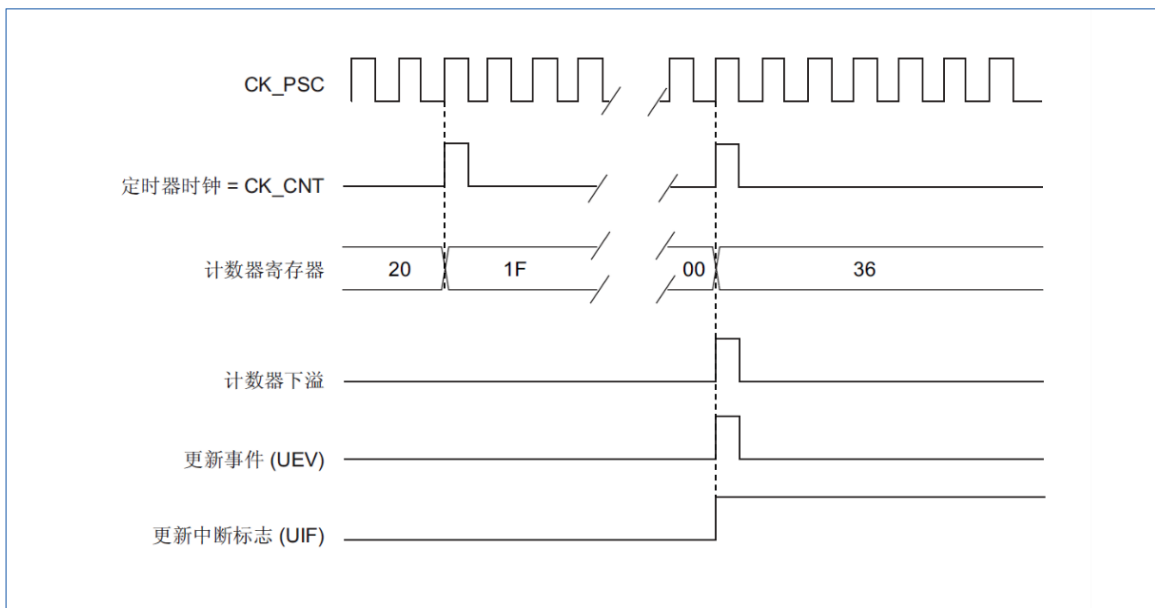 CK_PSC
定时器时钟 = CK_CNT
计数器寄存器 20 1F 00 36
计数器下溢
更新事件 (UEV)
更新中断标志 (UIF)